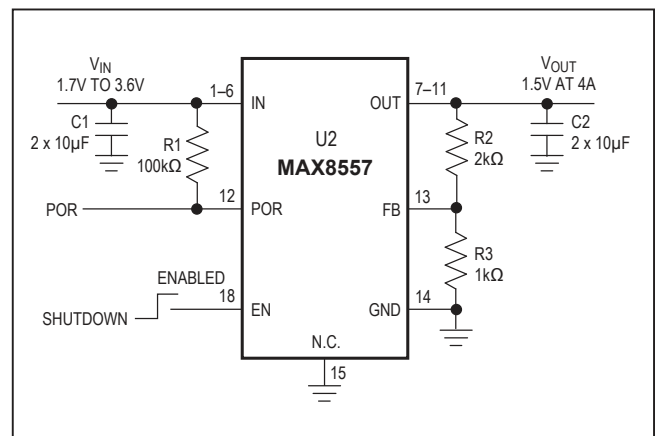 VIN
1.7V TO 3.6V
C1
2 x 10µF
R1
100kΩ
POR
ENABLED
SHUTDOWN
1–6
IN
12
POR
18
EN
U2
MAX8557
N.C.
15
OUT
7–11
FB
13
GND
14
VOUT
1.5V AT 4A
R2
2kΩ
C2
2 x 10µF
R3
1kΩ